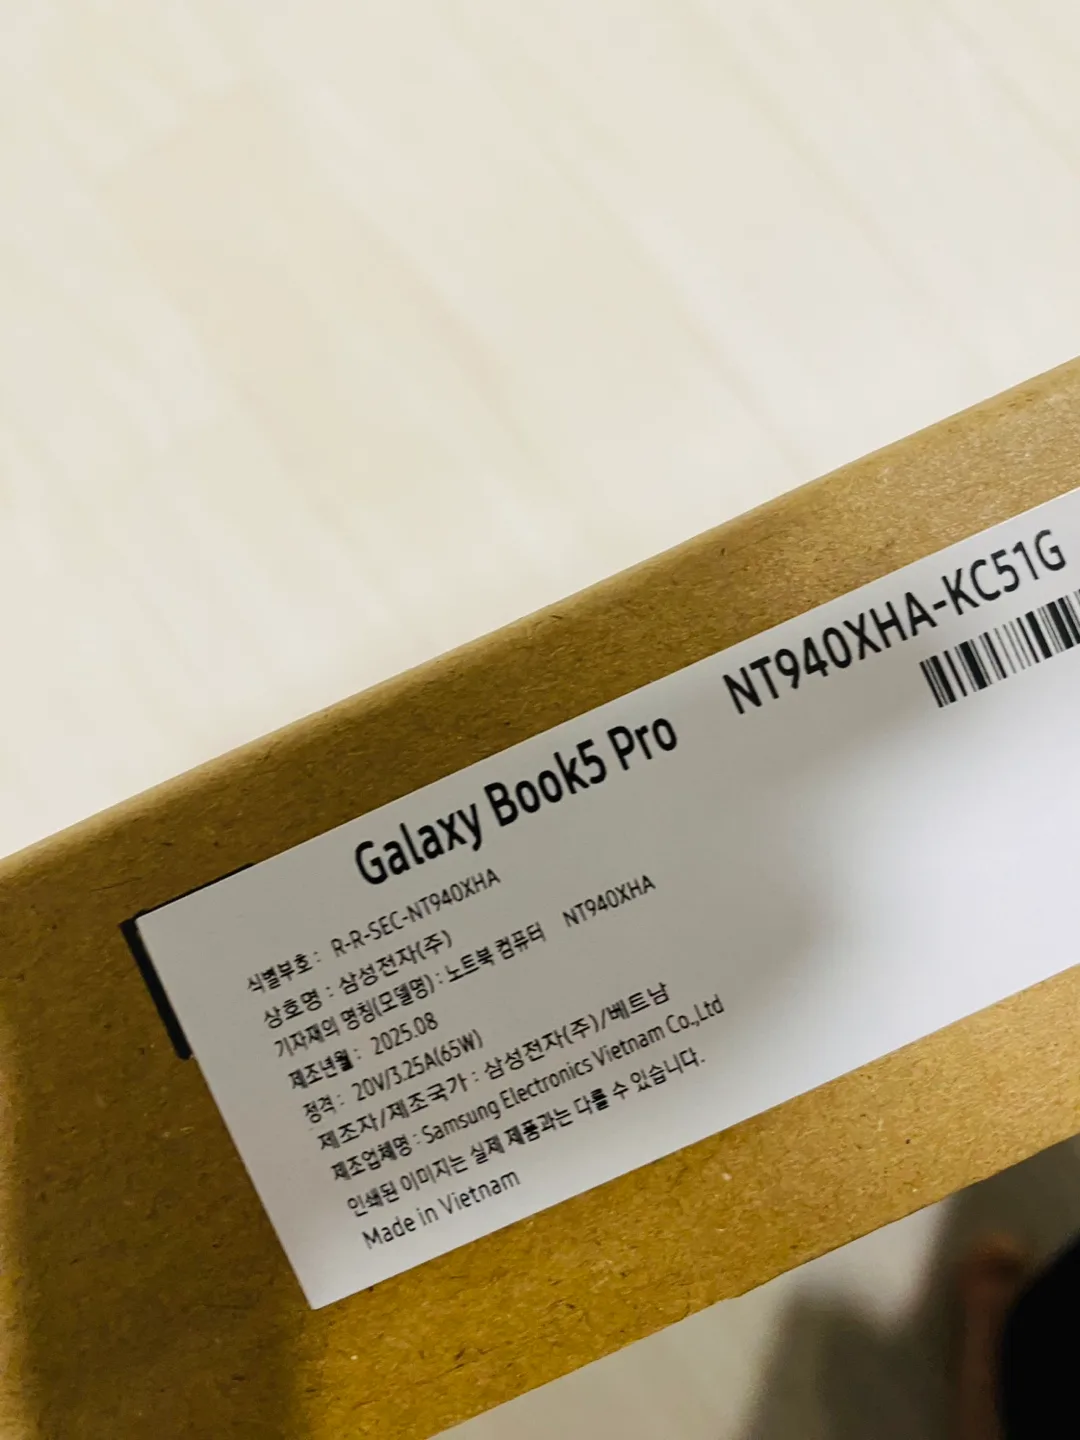 Galaxy Book5 Pro NT940XHA-KC51G
식별부호 : R-R-SEC-NT940XHA
상호명 : 삼성전자(주)
기자재의 명칭(모델명) : 노트북 컴퓨터 NT940XHA
제조년월 : 2025.08
정격 : 20V/3.25A(65W)
제조자/제조국가 : 삼성전자(주)/베트남
제조업체명 : Samsung Electronics Vietnam Co.,Ltd
인쇄된 이미지는 실제 제품과는 다를 수 있습니다.
Made in Vietnam